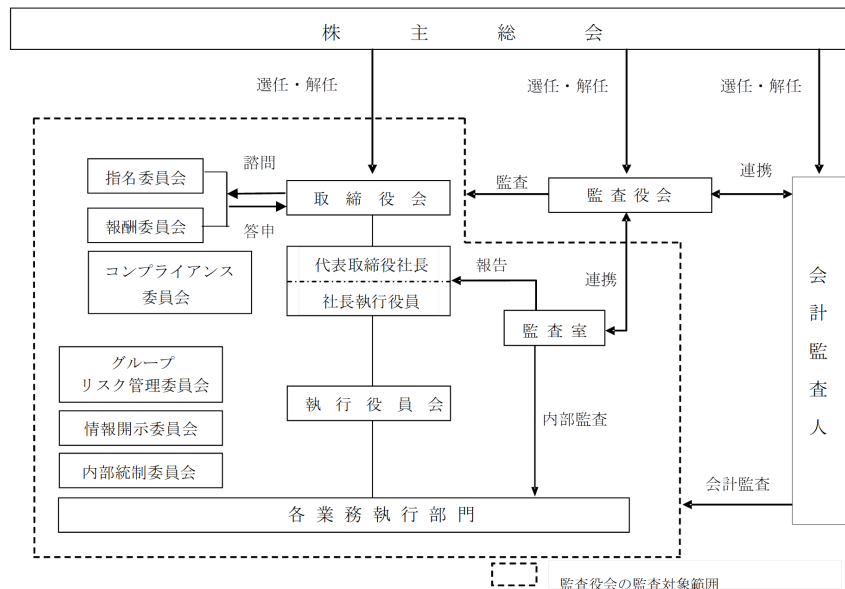 株主総会
選任・解任
選任・解任
選任・解任
指名委員会
諮問
取締役会
監査
監査役会
連携
報酬委員会
答申
コンプライアンス
委員会
代表取締役社長
社長執行役員
報告
連携
監査室
会計監査人
グループ
リスク管理委員会
執行役員会
内部監査
情報開示委員会
内部統制委員会
会計監査
各業務執行部門
監査役会の監査対象範囲